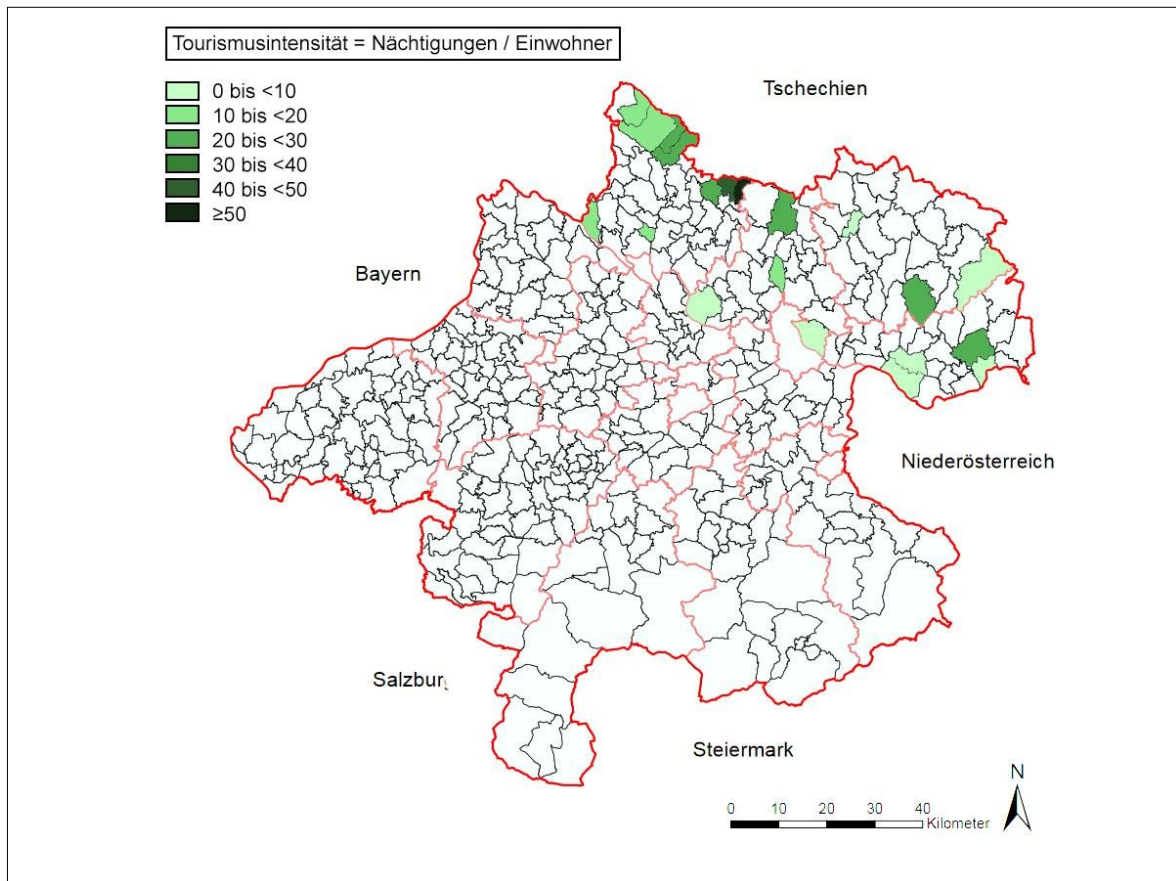 Tourismusintensität = Nächtigungen / Einwohner
0 bis <10
10 bis <20
20 bis <30
30 bis <40
40 bis <50
≥50
Tschechien
Bayern
Niederösterreich
Salzbur
Steiermark
N
0 10 20 30 40
Kilometer